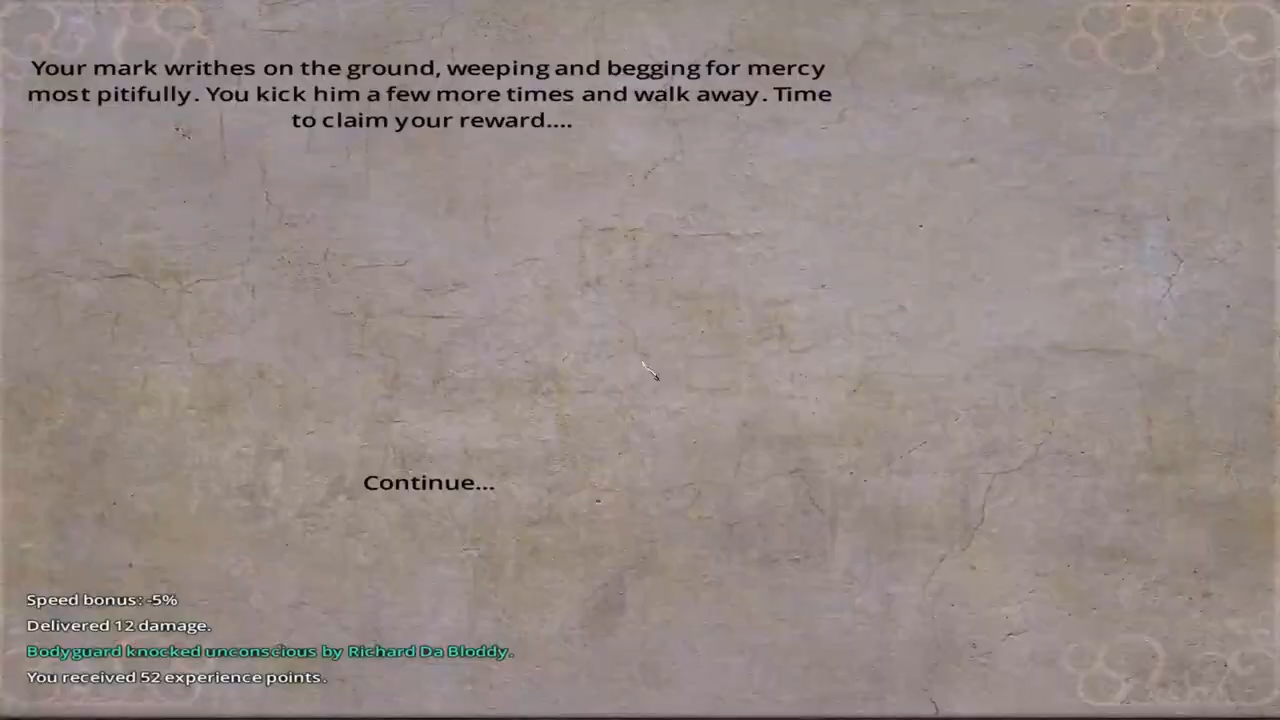 Your mark writhes on the ground, weeping and begging for mercy
most pitifully. You kick him a few more times and walk away. Time
to claim your reward....
Continue...
Speed bonus: -5%
Delivered 12 damage.
Bodyguard knocked unconscious by Richard Da Bloddy.
You received 52 experience points.